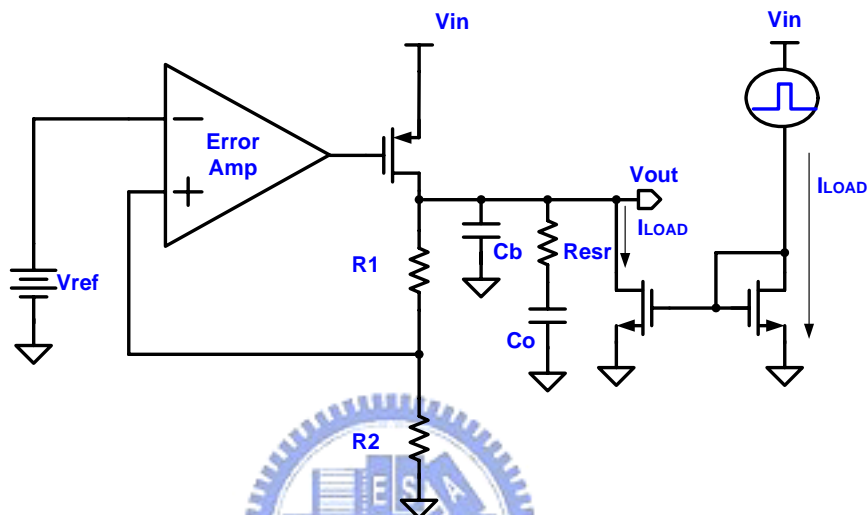 Vin
Vin
Error
Amp
Vout
ILOAD
ILOAD
Cb
Resr
R1
Vref
Co
R2
E S A